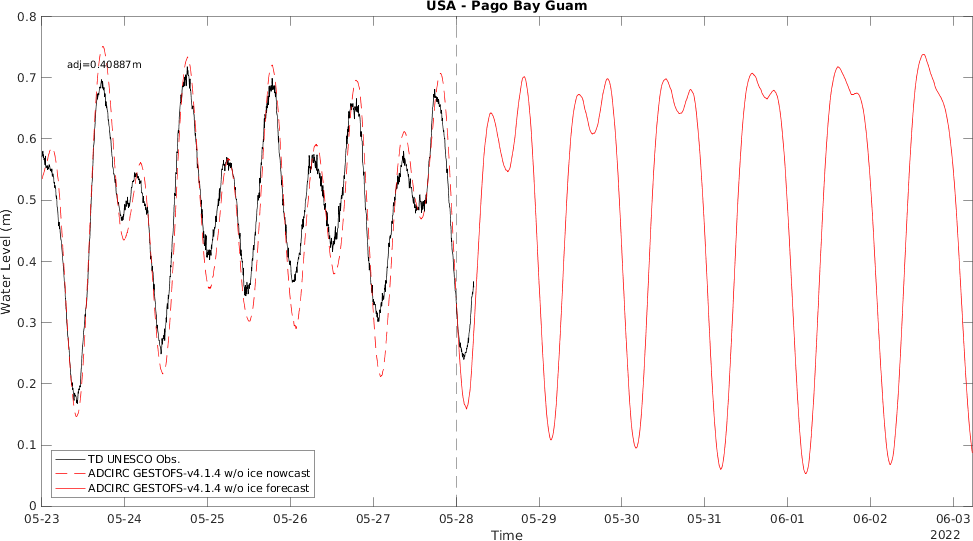 USA - Pago Bay Guam
adj=0.40887m
Water Level (m)
0.8
0.7
0.6
0.5
0.4
0.3
0.2
0.1
0
TD UNESCO Obs.
ADCIRC GESTOFS-v4.1.4 w/o ice nowcast
ADCIRC GESTOFS-v4.1.4 w/o ice forecast
05-23 05-24 05-25 05-26 05-27 05-28 05-29 05-30 05-31 06-01 06-02 06-03
Time
2022